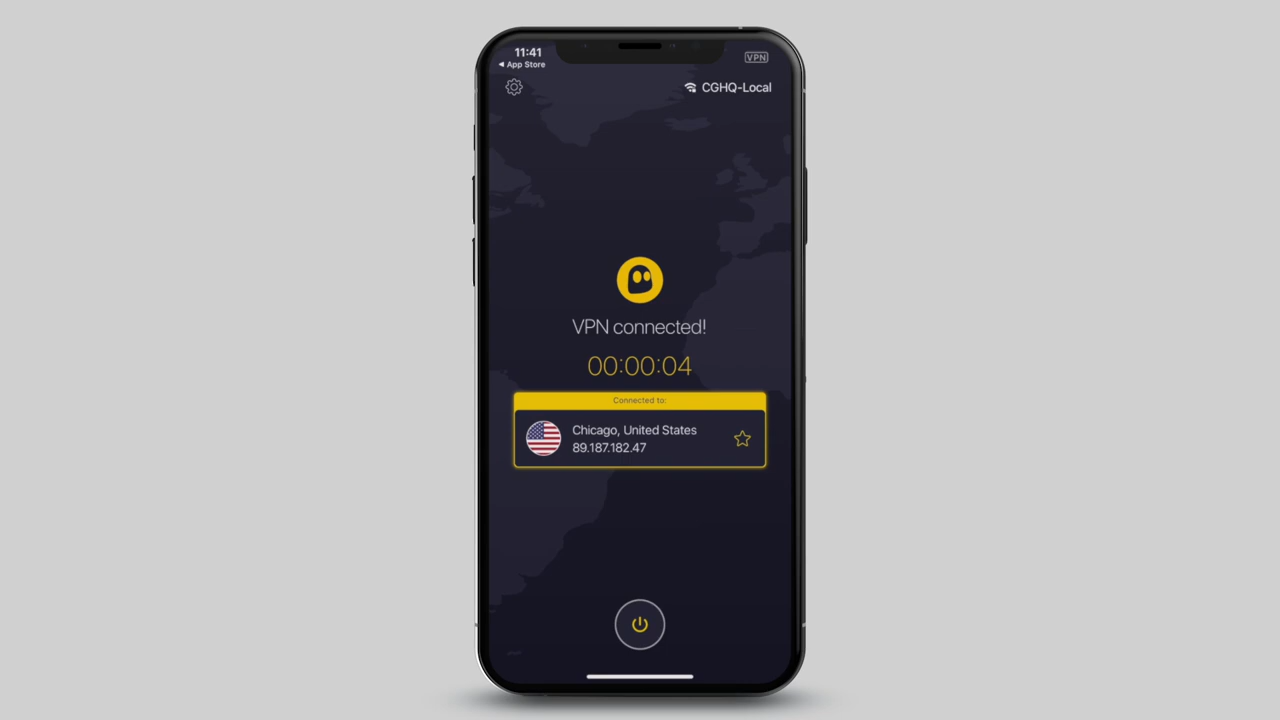 11:41
◀ App Store
VPN
CGHQ-Local
VPN connected!
00:00:04
Connected to:
Chicago, United States
89.187.182.47